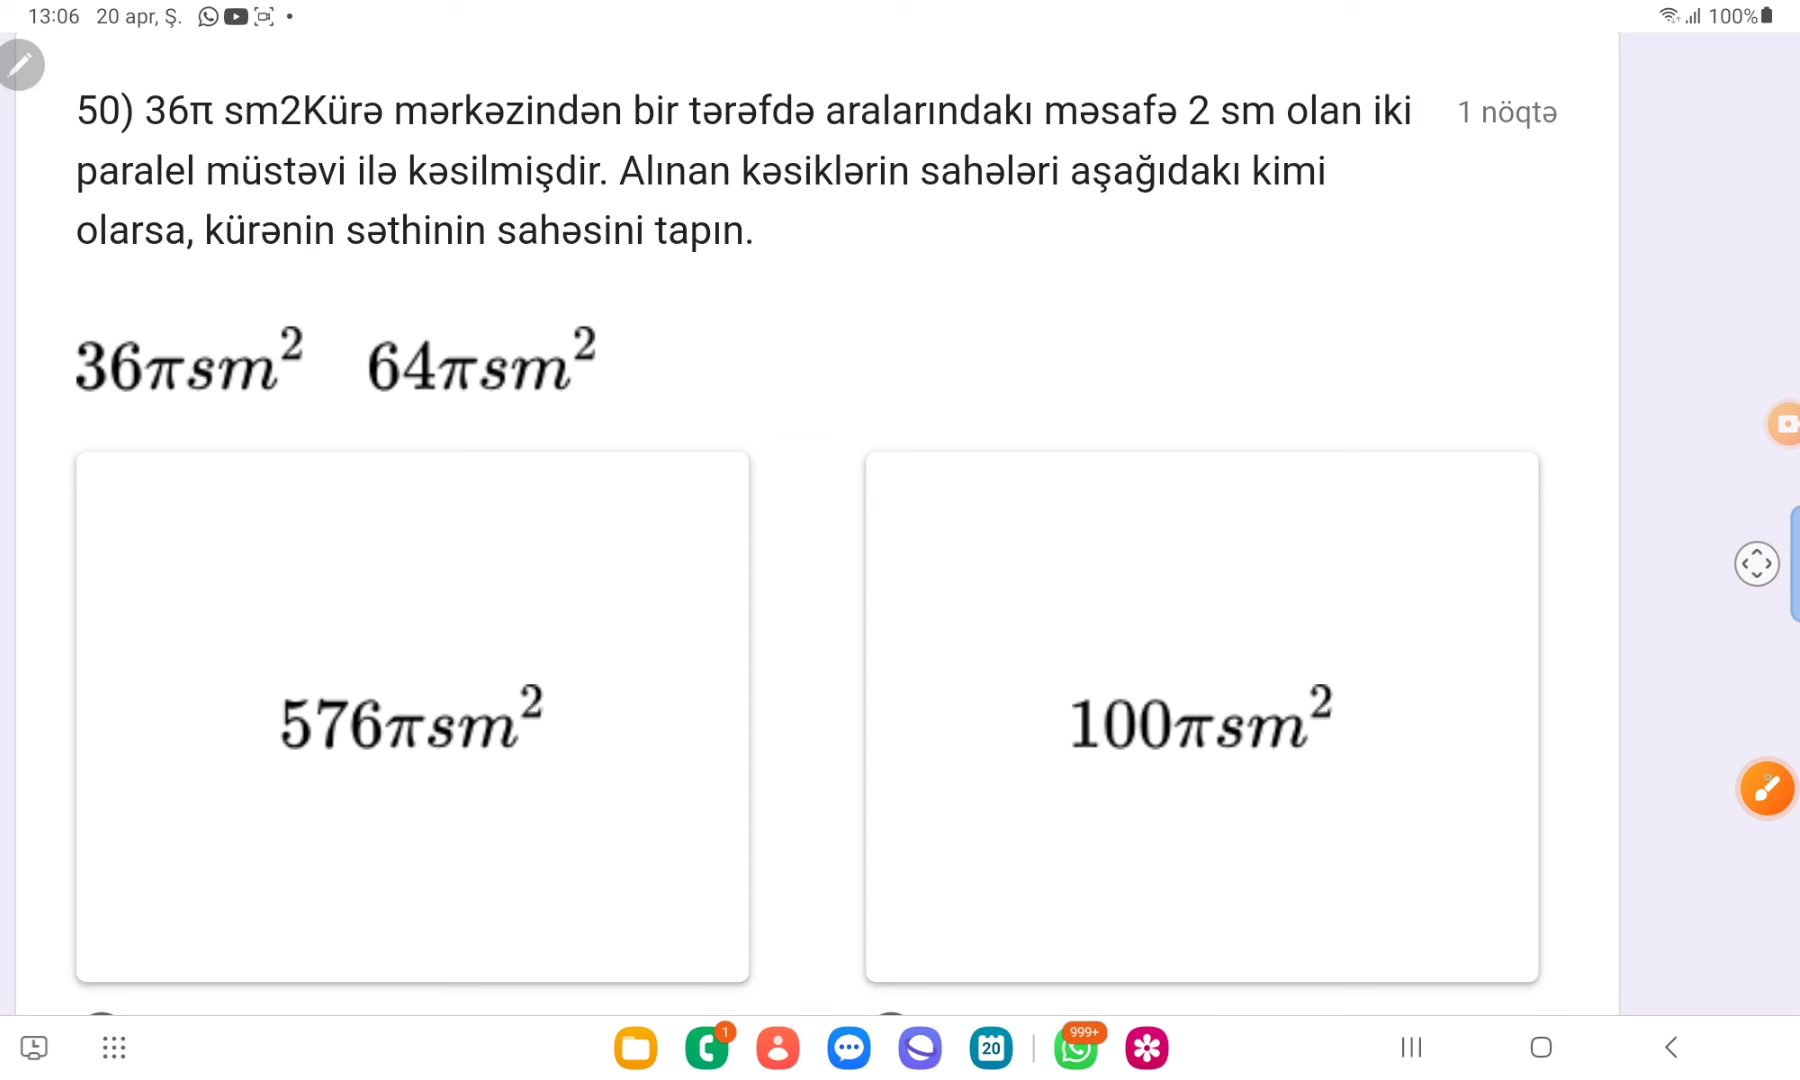 13:06 20 apr, Ş.
100%
50) 36π sm2Kürə mərkəzindən bir tərəfdə aralarındakı məsafə 2 sm olan iki
1 nöqtə
paralel müstəvi ilə kəsilmişdir. Alınan kəsiklərin sahələri aşağıdakı kimi
olarsa, kürənin səthinin sahəsini tapın.
36πsm² 64πsm²
576πsm² 100πsm²
1
20
999+